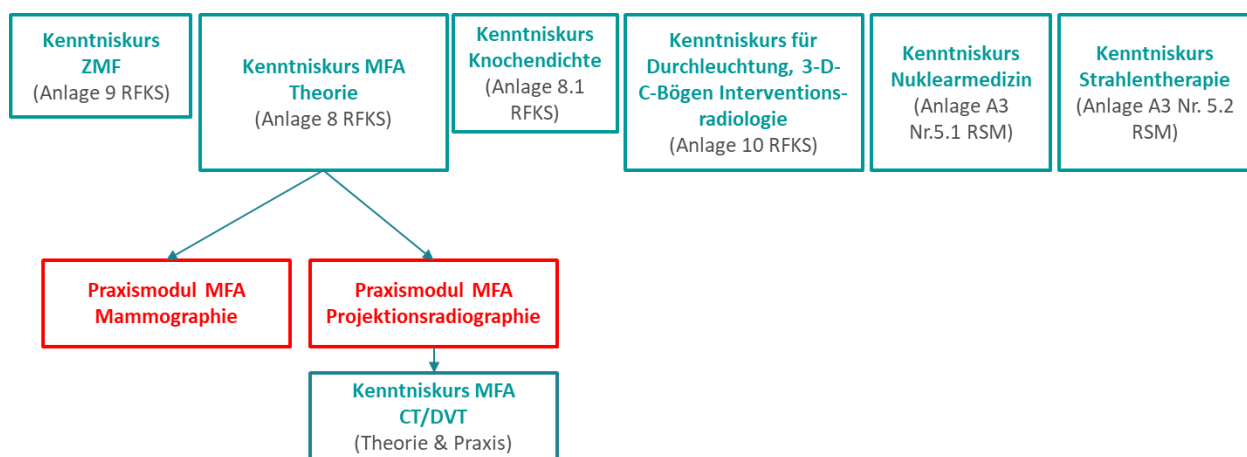 Kenntniskurs
ZMF
(Anlage 9 RFKS)
Kenntniskurs MFA
Theorie
(Anlage 8 RFKS)
Kenntniskurs
Knochendichte
(Anlage 8.1
RFKS)
Kenntniskurs für
Durchleuchtung, 3-D-
C-Bögen Interventions-
radiologie
(Anlage 10 RFKS)
Kenntniskurs
Nuklearmedizin
(Anlage A3
Nr.5.1 RSM)
Kenntniskurs
Strahlentherapie
(Anlage A3 Nr. 5.2
RSM)
Praxismodul MFA
Mammographie
Praxismodul MFA
Projektionsradiographie
Kenntniskurs MFA
CT/DVT
(Theorie & Praxis)